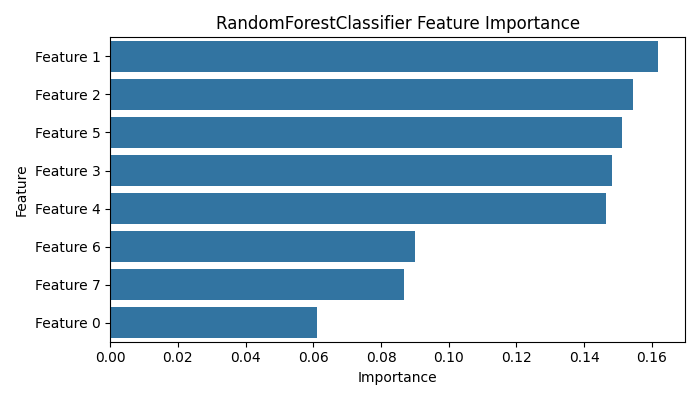 RandomForestClassifier Feature Importance
Feature 1
Feature 2
Feature 5
Feature 3
Feature 4
Feature 6
Feature 7
Feature 0
Feature
0.00 0.02 0.04 0.06 0.08 0.10 0.12 0.14 0.16
Importance